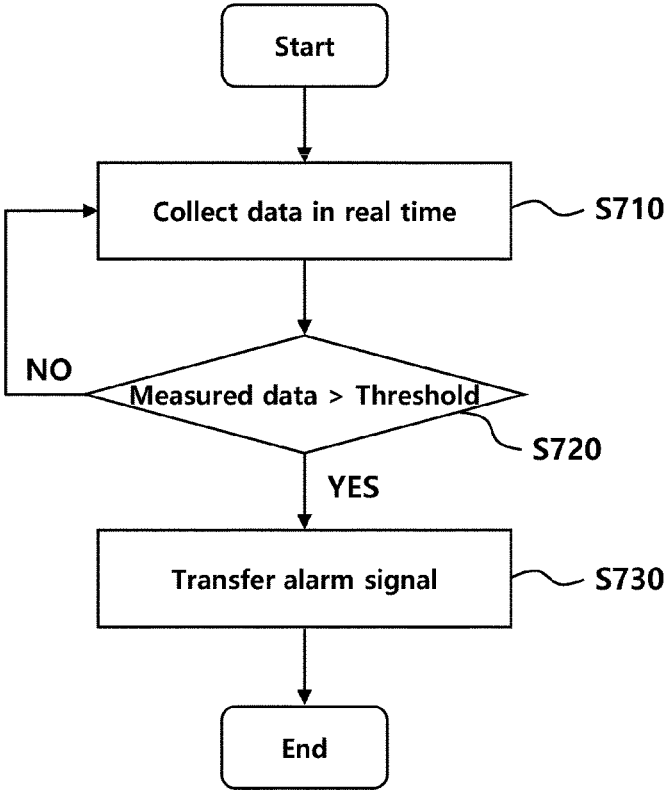 Start
Collect data in real time
S710
NO
Measured data > Threshold
S720
YES
Transfer alarm signal
S730
End